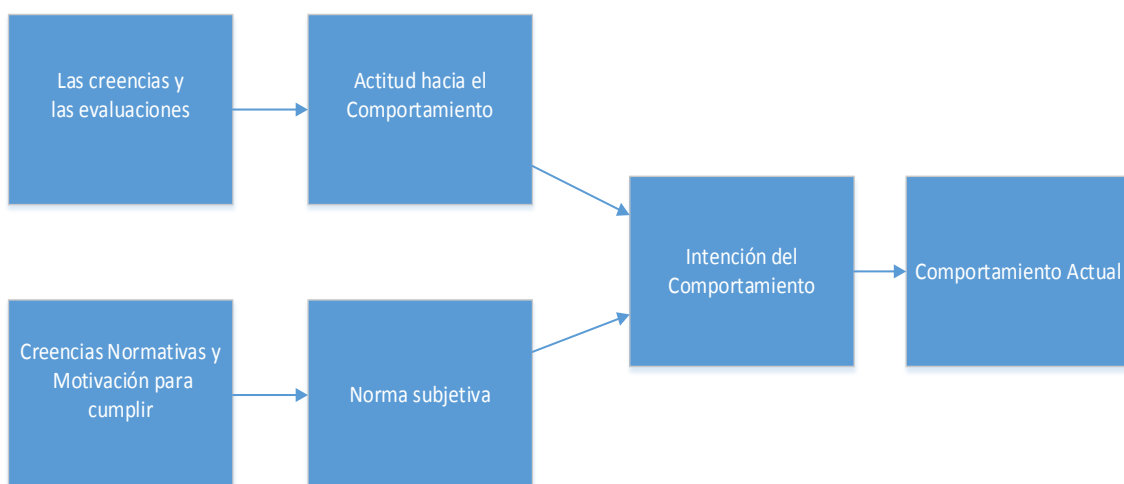 Las creencias y
las evaluaciones
Actitud hacia el
Comportamiento
Intención del
Comportamiento
Comportamiento Actual
Creencias Normativas y
Motivación para
cumplir
Norma subjetiva